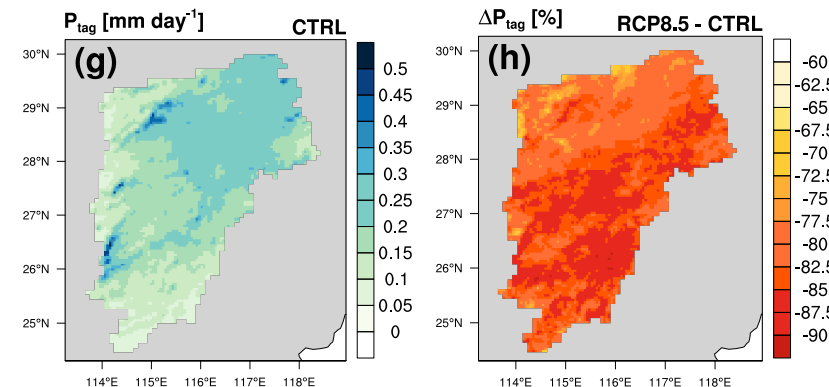 P_tag [mm day⁻¹] CTRL
(g)
30°N
29°N
28°N
27°N
26°N
25°N
114°E 115°E 116°E 117°E 118°E
0.5
0.45
0.4
0.35
0.3
0.25
0.2
0.15
0.1
0.05
0
ΔP_tag [%] RCP8.5 - CTRL
(h)
30°N
29°N
28°N
27°N
26°N
25°N
114°E 115°E 116°E 117°E 118°E
-60
-62.5
-65
-67.5
-70
-72.5
-75
-77.5
-80
-82.5
-85
-87.5
-90